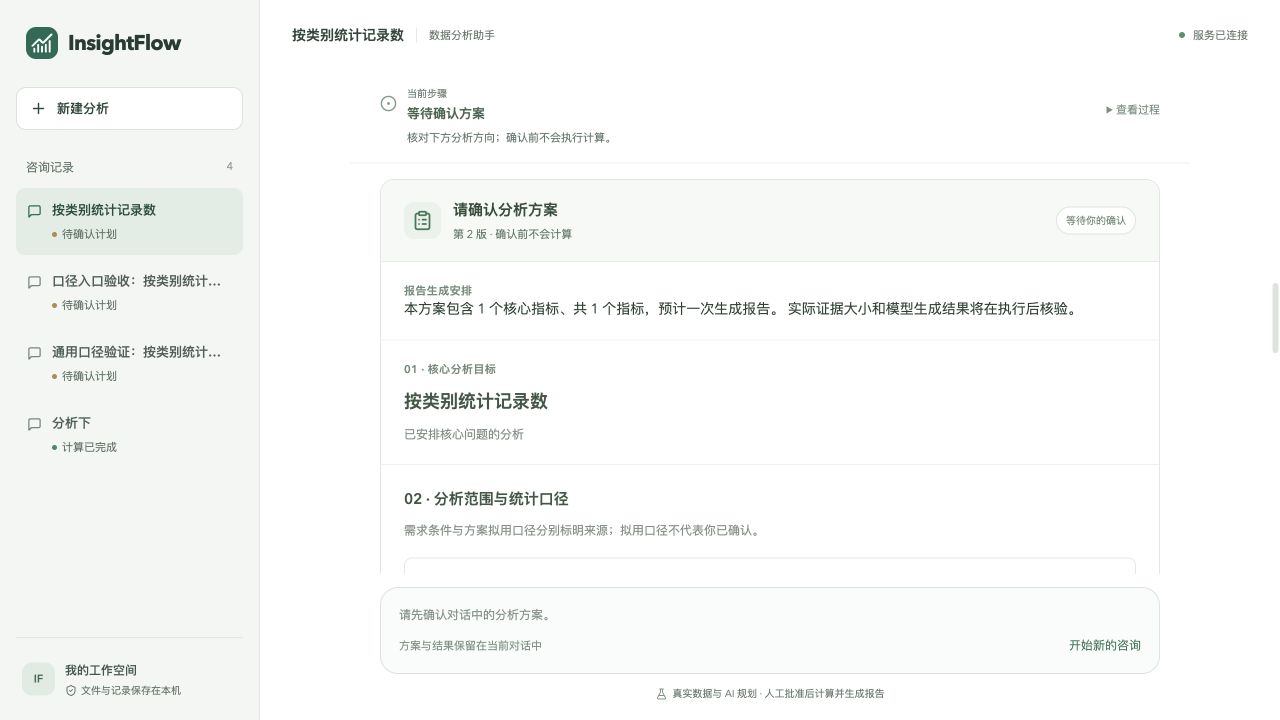 InsightFlow
新建分析
咨询记录 4
按类别统计记录数
待确认计划
口径入口验收：按类别统计...
待确认计划
通用口径验证：按类别统计...
待确认计划
分析下
计算已完成
IF
我的工作空间
文件与记录保存在本机
按类别统计记录数
数据分析助手
服务已连接
当前步骤
等待确认方案
核对下方分析方向；确认前不会执行计算。
查看过程
请确认分析方案
第 2 版 · 确认前不会计算
等待你的确认
报告生成安排
本方案包含 1 个核心指标、共 1 个指标，预计一次生成报告。 实际证据大小和模型生成结果将在执行后核验。
01 · 核心分析目标
按类别统计记录数
已安排核心问题的分析
02 · 分析范围与统计口径
需求条件与方案拟用口径分别标明来源；拟用口径不代表你已确认。
请先确认对话中的分析方案。
方案与结果保留在当前对话中
开始新的咨询
真实数据与 AI 规划 · 人工批准后计算并生成报告